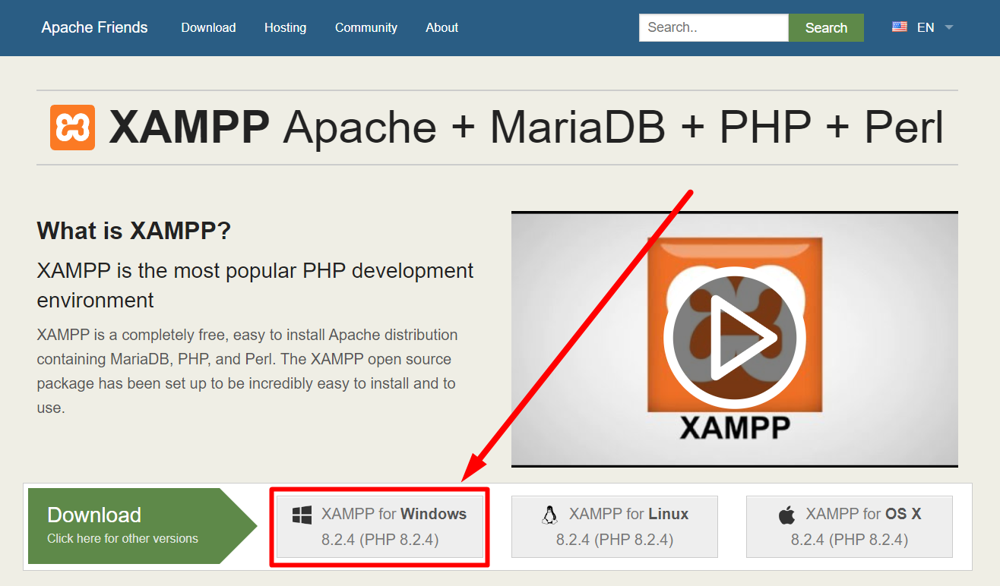 Apache Friends Download Hosting Community About Search.. Search EN
XAMPP Apache + MariaDB + PHP + Perl
What is XAMPP?
XAMPP is the most popular PHP development
environment
XAMPP is a completely free, easy to install Apache distribution
containing MariaDB, PHP, and Perl. The XAMPP open source
package has been set up to be incredibly easy to install and to
use.
XAMPP
Download
Click here for other versions
XAMPP for Windows
8.2.4 (PHP 8.2.4)
XAMPP for Linux
8.2.4 (PHP 8.2.4)
XAMPP for OS X
8.2.4 (PHP 8.2.4)